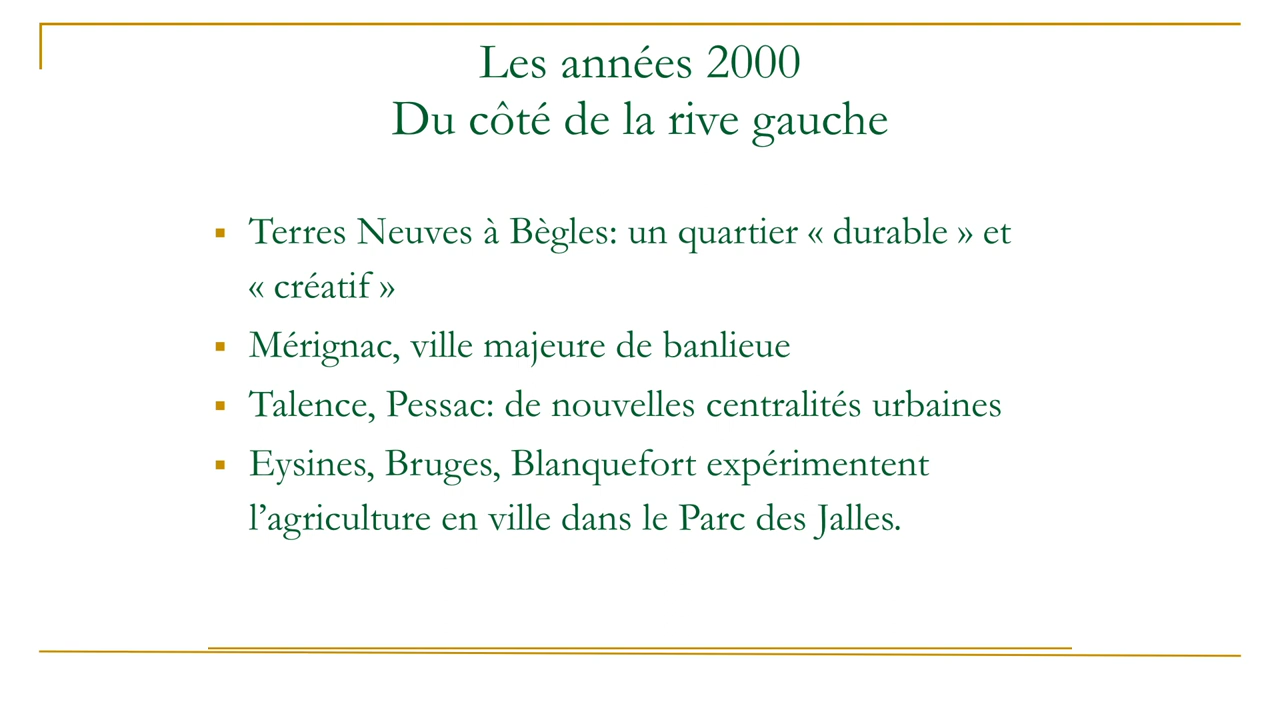 Les années 2000
Du côté de la rive gauche
Terres Neuves à Bègles: un quartier « durable » et
« créatif »
Mérignac, ville majeure de banlieue
Talence, Pessac: de nouvelles centralités urbaines
Eysines, Bruges, Blanquefort expérimentent
l’agriculture en ville dans le Parc des Jalles.